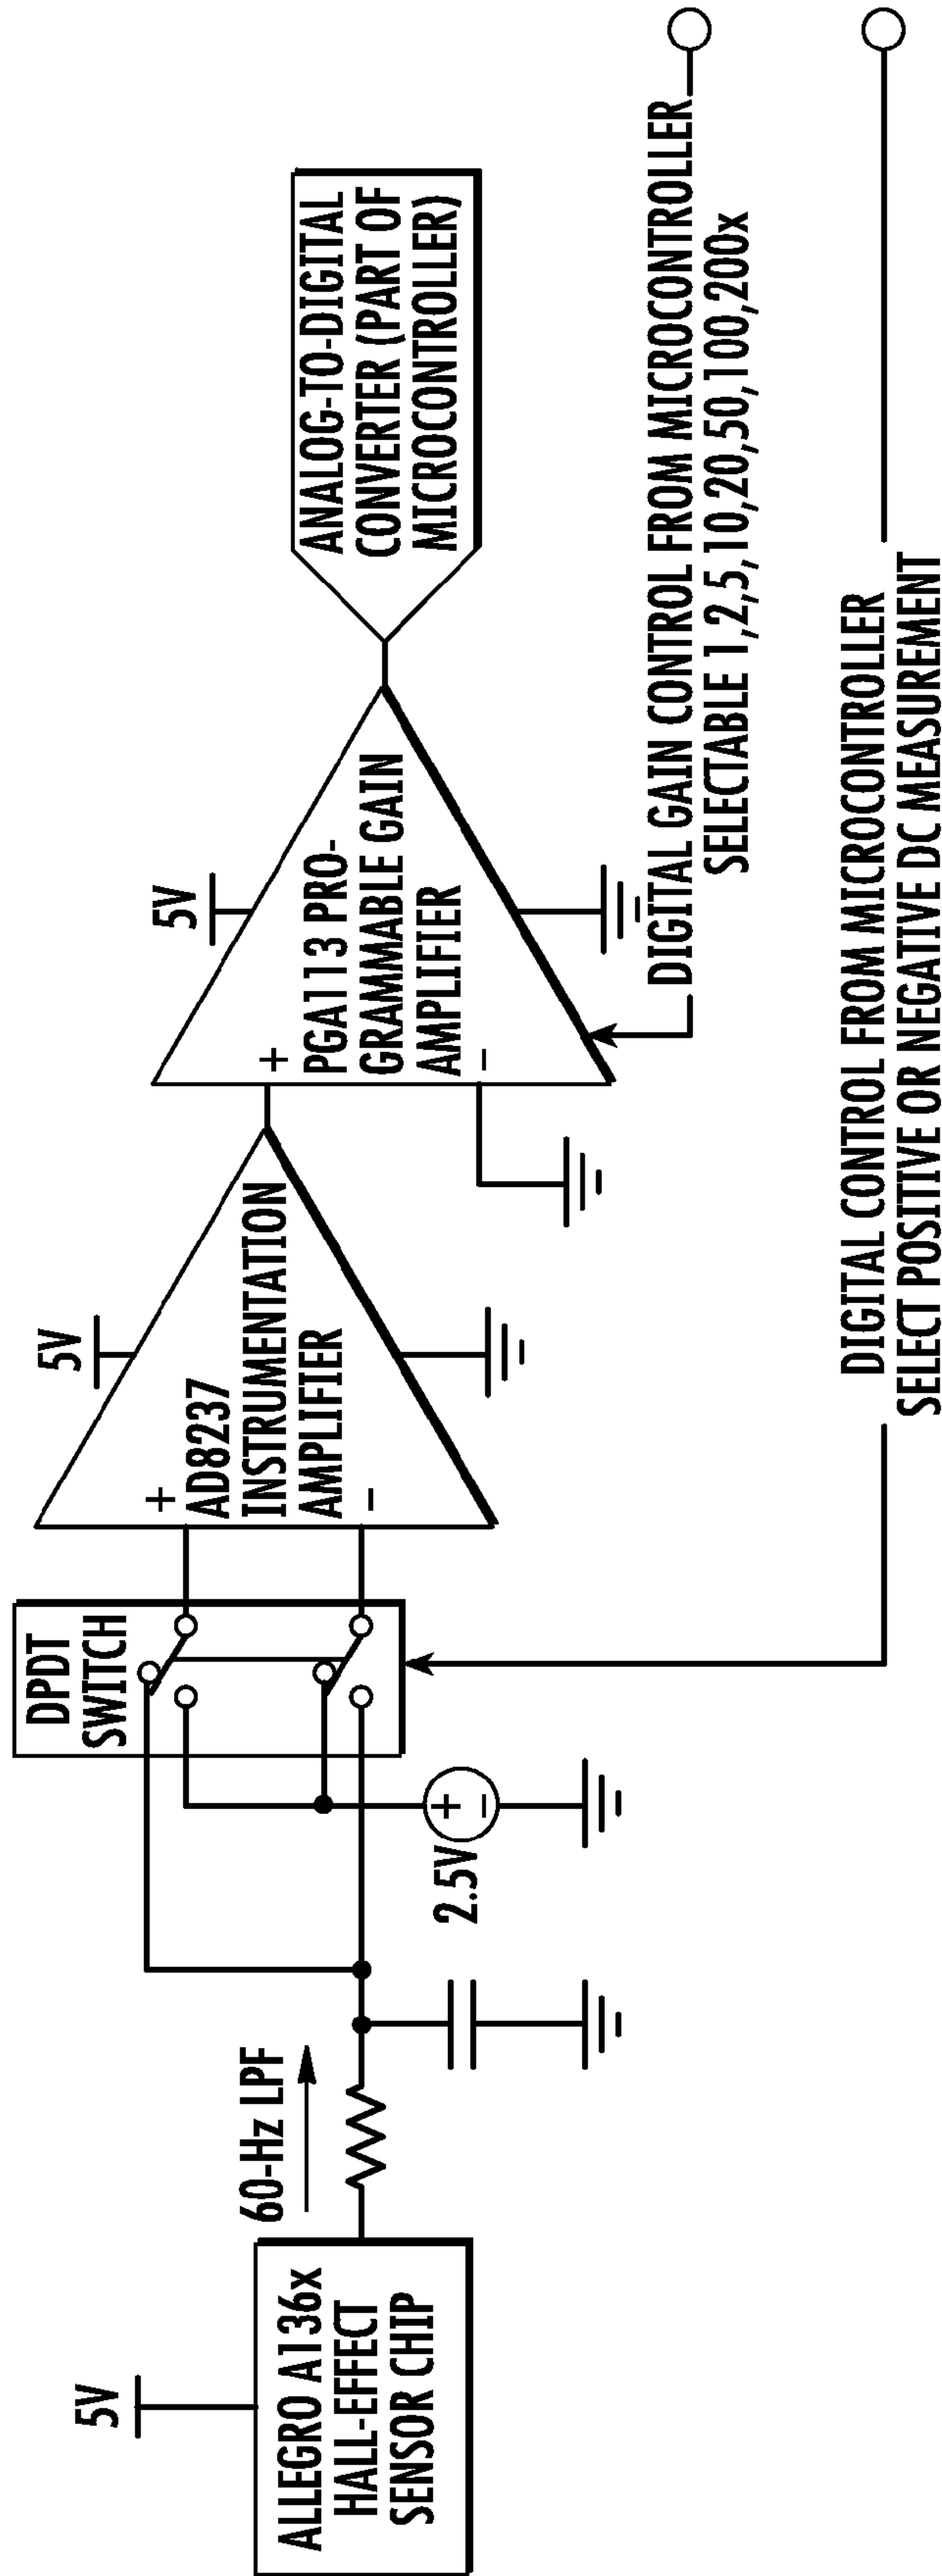 5V
ALLEGRO A136x
HALL-EFFECT
SENSOR CHIP
60-Hz LPF
2.5V
+
-
DPDT
SWITCH
5V
+
AD8237
INSTRUMENTATION
AMPLIFIER
-
5V
+
PGA113 PRO-
GRAMMABLE GAIN
AMPLIFIER
-
ANALOG-TO-DIGITAL
CONVERTER (PART OF
MICROCONTROLLER)
DIGITAL GAIN CONTROL FROM MICROCONTROLLER
SELECTABLE 1,2,5,10,20,50,100,200x
DIGITAL CONTROL FROM MICROCONTROLLER
SELECT POSITIVE OR NEGATIVE DC MEASUREMENT